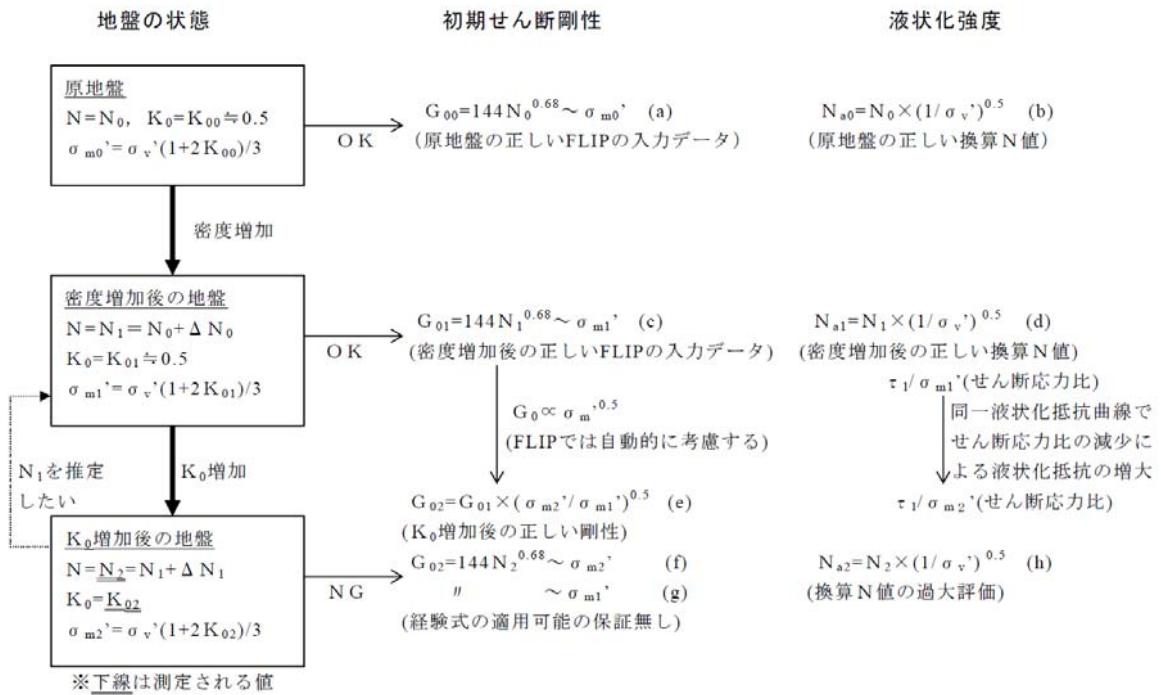 地盤の状態
初期せん断剛性
液状化強度
原地盤
N=N₀, K₀=K₀₀≒0.5
σm0'=σv'(1+2K₀₀)/3
OK
G₀₀=144N₀^0.68～σm0' (a)
(原地盤の正しいFLIPの入力データ)
Na0=N₀×(1/σv')^0.5 (b)
(原地盤の正しい換算N値)
密度増加
密度増加後の地盤
N=N₁=N₀+ΔN₀
K₀=K₀₁≒0.5
σm1'=σv'(1+2K₀₁)/3
OK
G₀₁=144N₁^0.68～σm1' (c)
(密度増加後の正しいFLIPの入力データ)
Na1=N₁×(1/σv')^0.5 (d)
(密度増加後の正しい換算N値)
τ₁/σm1'(せん断応力比)
G₀∝σm'^0.5
(FLIPでは自動的に考慮する)
同一液状化抵抗曲線で
せん断応力比の減少に
よる液状化抵抗の増大
τ₁/σm2'(せん断応力比)
N₁を推定
したい
K₀増加
G₀₂=G₀₁×(σm2'/σm1')^0.5 (e)
(K₀増加後の正しい剛性)
K₀増加後の地盤
N=N₂=N₁+ΔN₁
K₀=K₀₂
σm2'=σv'(1+2K₀₂)/3
NG
G₀₂=144N₂^0.68～σm2' (f)
〃 ～σm1' (g)
(経験式の適用可能の保証無し)
Na2=N₂×(1/σv')^0.5 (h)
(換算N値の過大評価)
※下線は測定される値